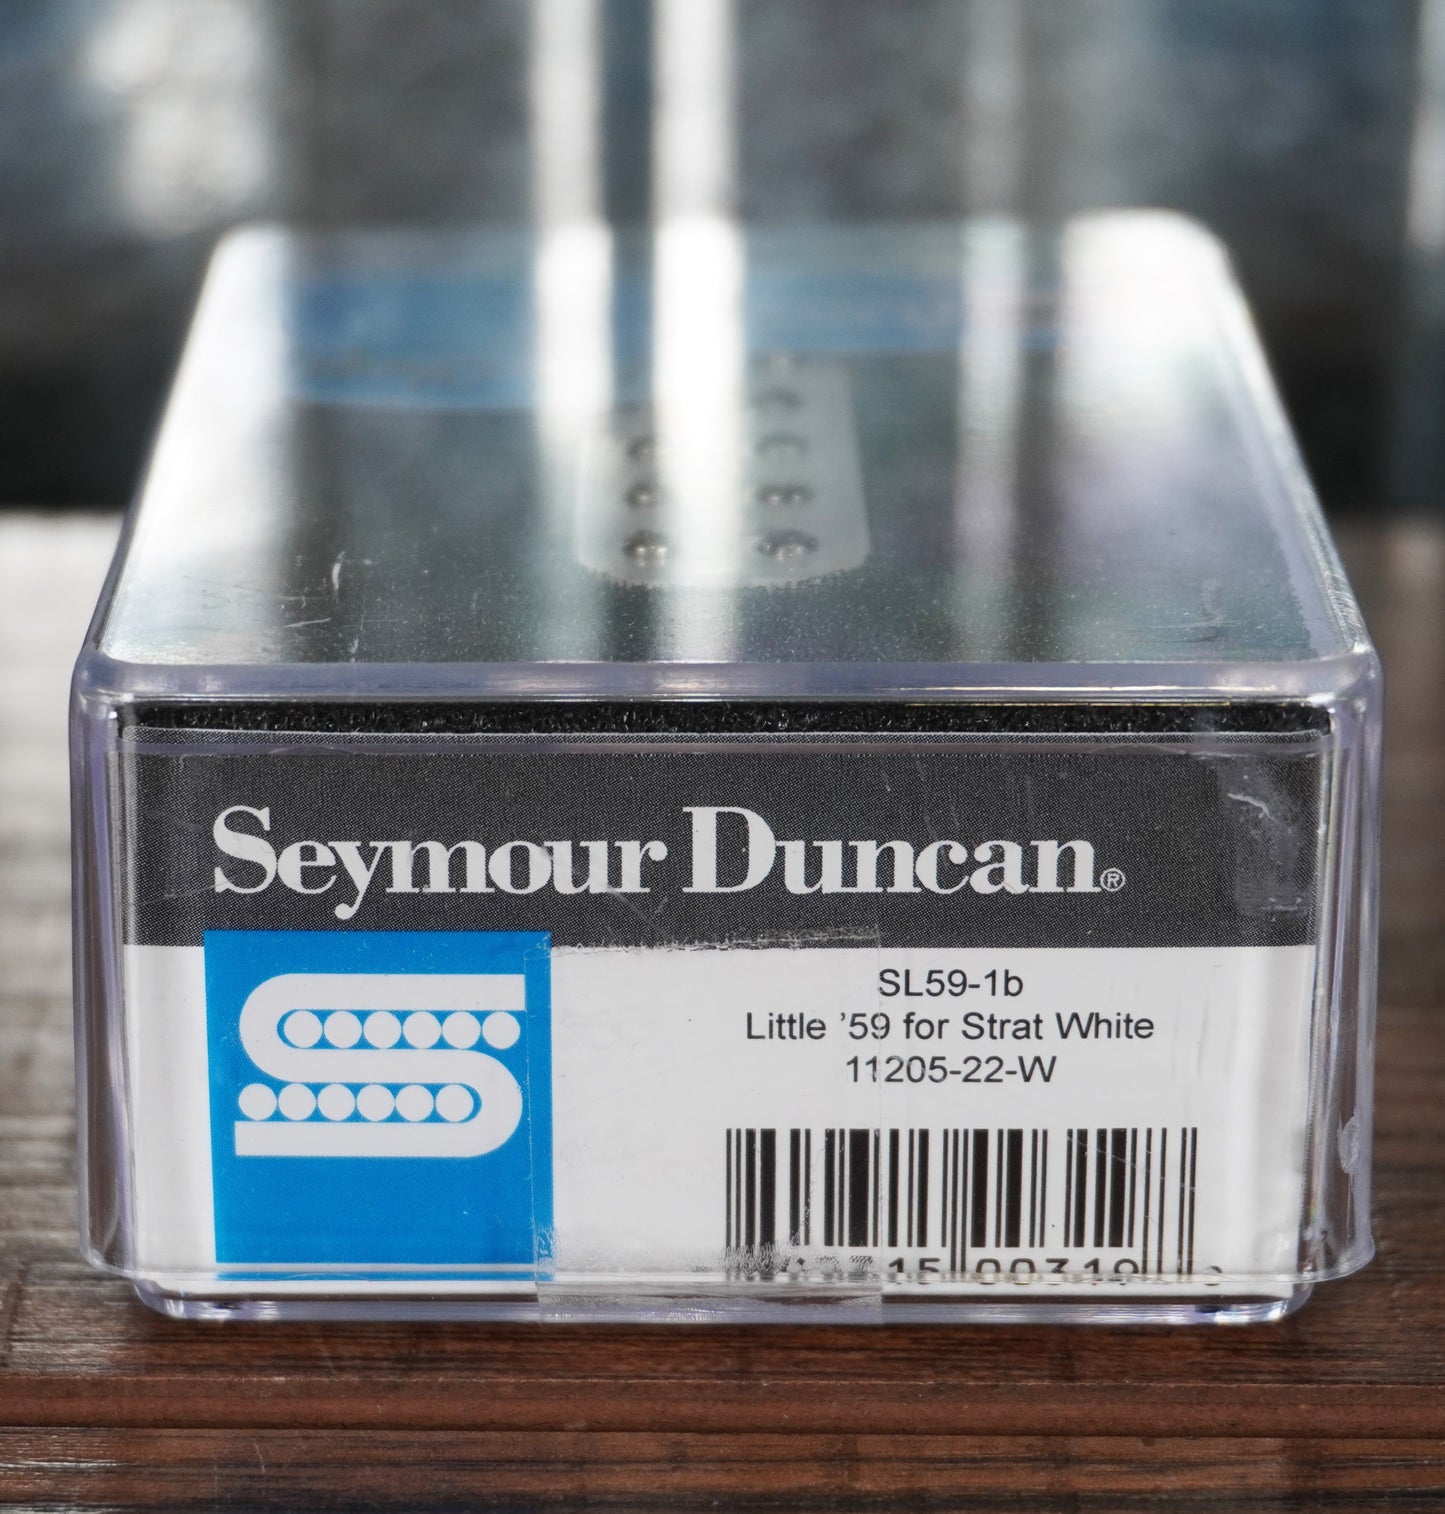 Seymour Duncan®
SL59-1b
Little ’59 for Strat White
11205-22-W